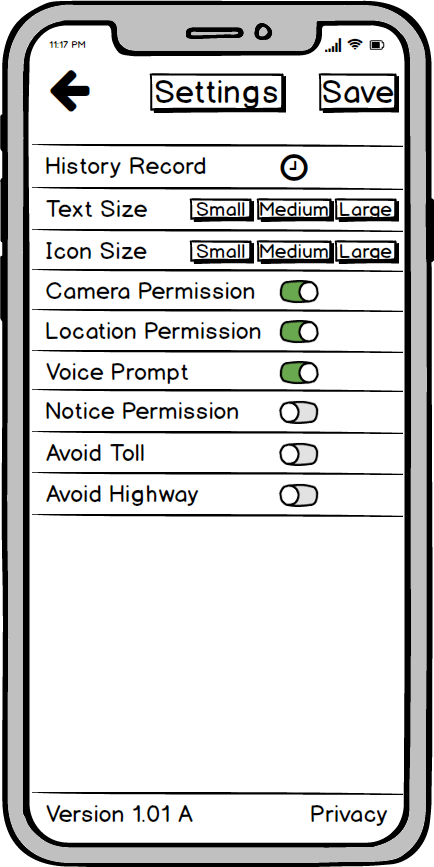 11:17 PM
Settings Save
History Record
Text Size Small Medium Large
Icon Size Small Medium Large
Camera Permission
Location Permission
Voice Prompt
Notice Permission
Avoid Toll
Avoid Highway
Version 1.01 A Privacy